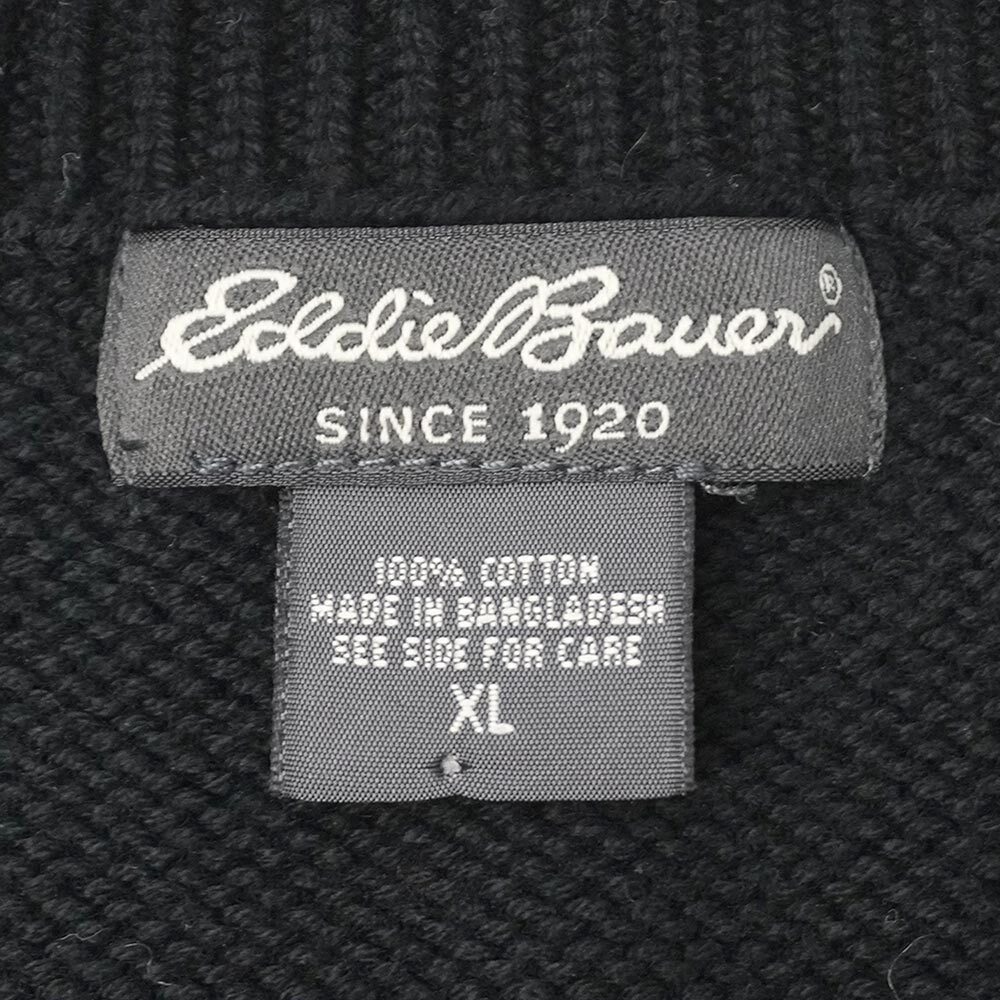 Eddie Bauer®
SINCE 1920
100% COTTON
MADE IN BANGLADESH
SEE SIDE FOR CARE
XL